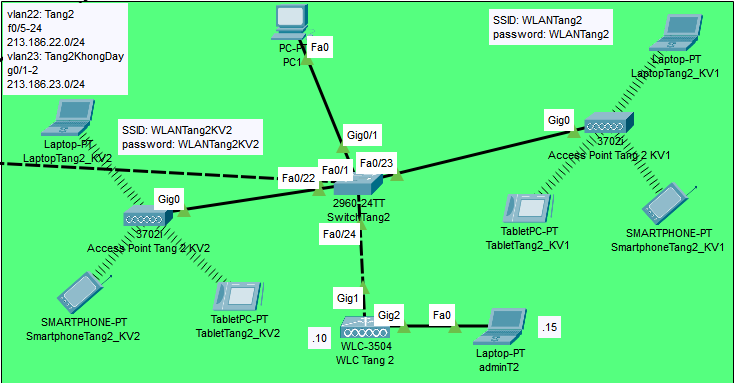 vlan22: Tang2
f0/5-24
213.186.22.0/24
vlan23: Tang2KhongDay
g0/1-2
213.186.23.0/24
PC-PT
PC1
Fa0
SSID: WLANTang2
password: WLANTang2
Laptop-PT
LaptopTang2_KV1
Laptop-PT
LaptopTang2_KV2
SSID: WLANTang2KV2
password: WLANTang2KV2
Gig0/1
Gig0
3702i
Access Point Tang 2 KV1
Fa0/1
Fa0/23
Fa0/22
2960-24TT
SwitchTang2
Gig0
3702i
Access Point Tang 2 KV2
TabletPC-PT
TabletTang2_KV1
SMARTPHONE-PT
SmartphoneTang2_KV1
Fa0/24
SMARTPHONE-PT
SmartphoneTang2_KV2
TabletPC-PT
TabletTang2_KV2
Gig1
Gig2
Fa0
.10
.15
WLC-3504
WLC Tang 2
Laptop-PT
adminT2